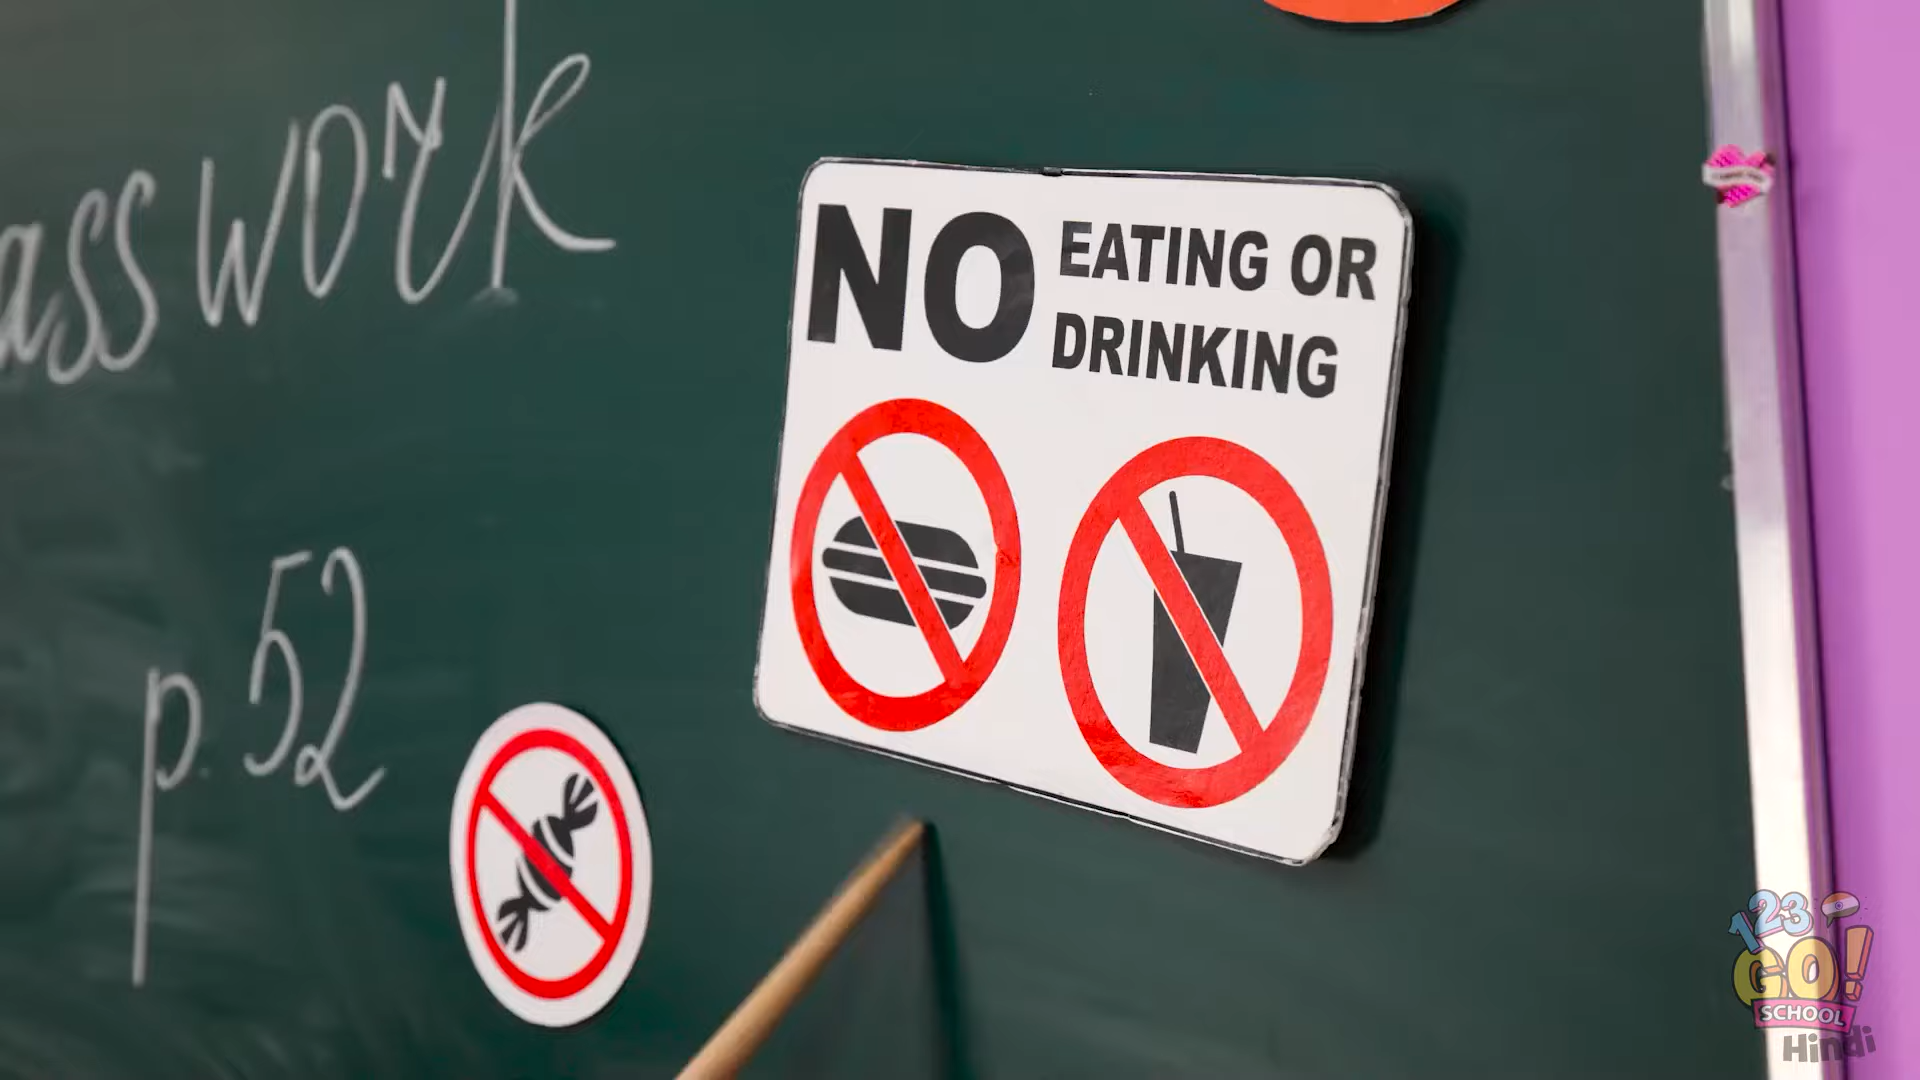 asswork
p. 52
NO EATING OR
DRINKING
123
GO!
SCHOOL
Hindi